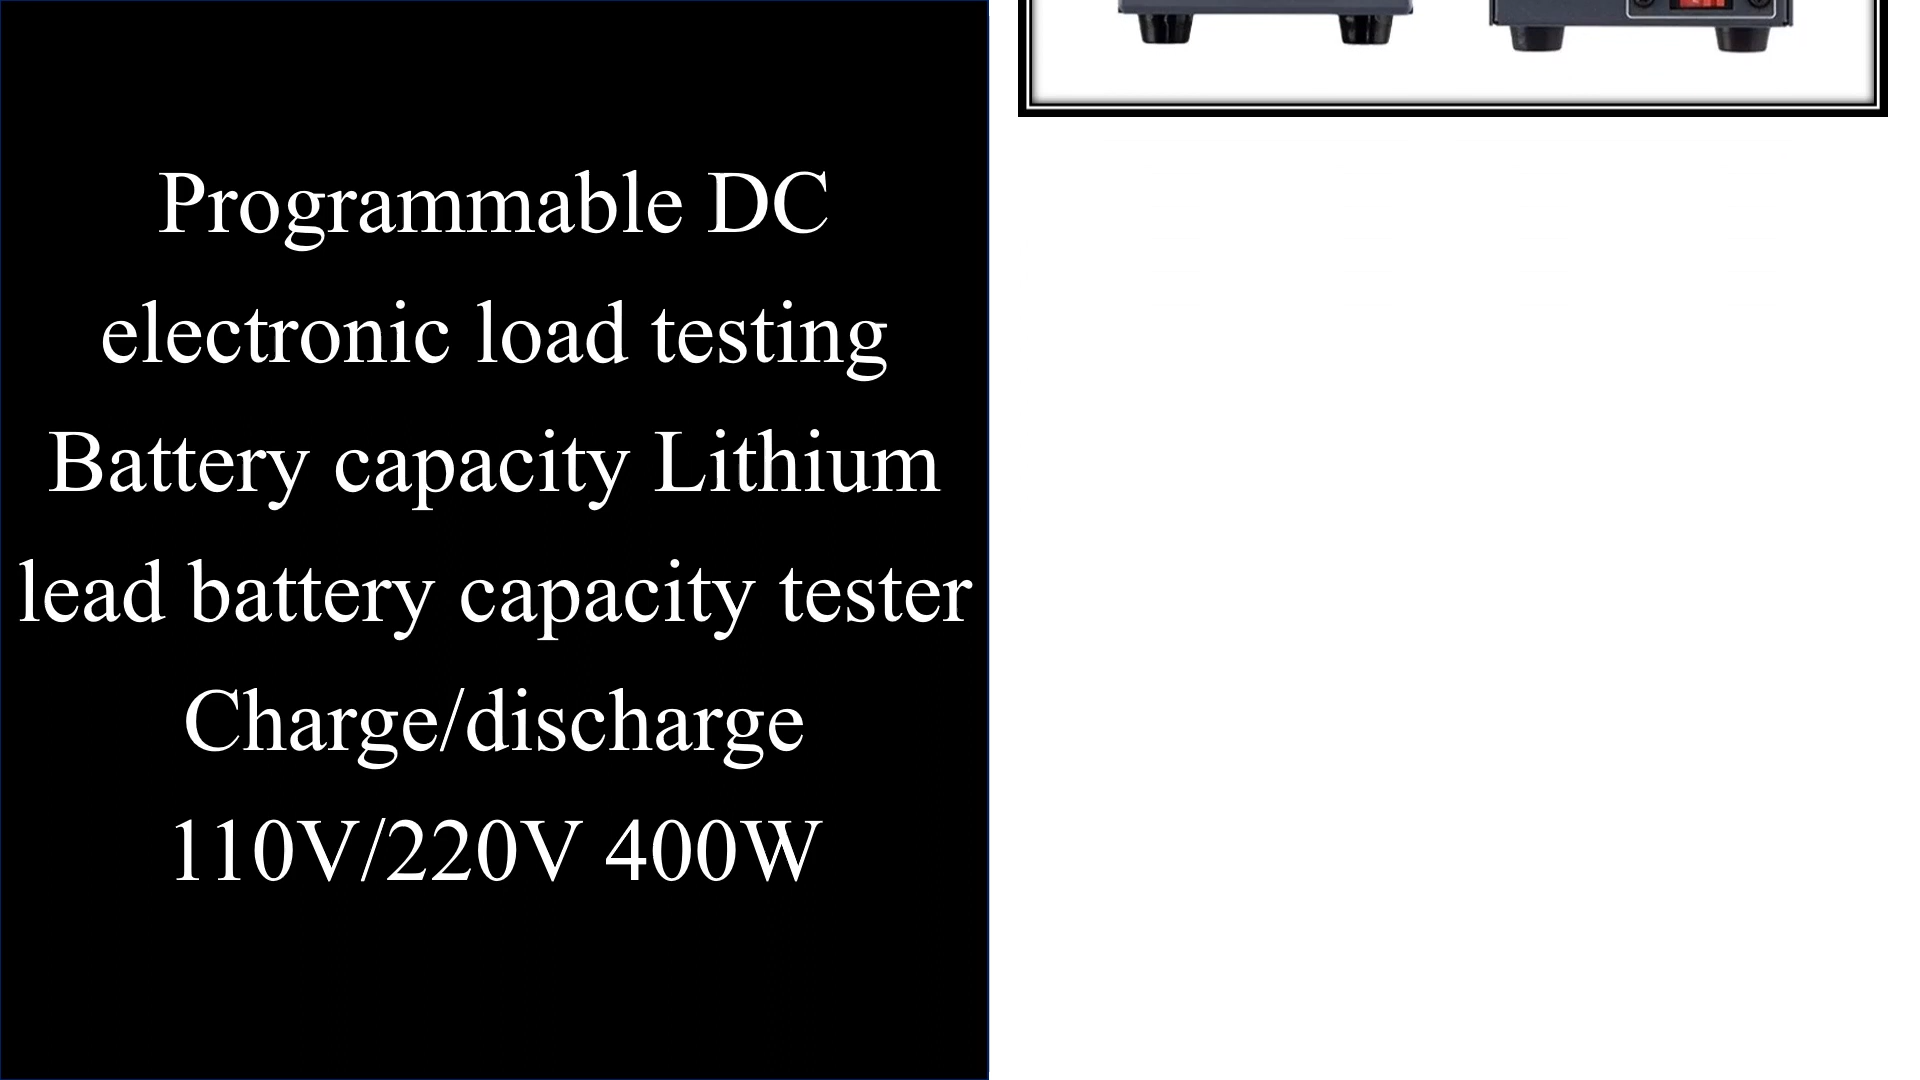 Programmable DC
electronic load testing
Battery capacity Lithium
lead battery capacity tester
Charge/discharge
110V/220V 400W